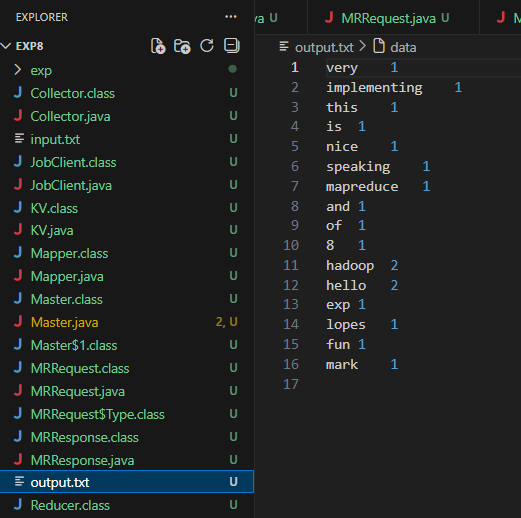 EXPLORER ...
EXP8
exp
Collector.class U
Collector.java U
input.txt U
JobClient.class U
JobClient.java U
KV.class U
KV.java U
Mapper.class U
Mapper.java U
Master.class U
Master.java 2, U
Master$1.class U
MRRequest.class U
MRRequest.java U
MRRequest$Type.class U
MRResponse.class U
MRResponse.java U
output.txt U
Reducer.class U
va U MRRequest.java U
output.txt > data
1 very 1
2 implementing 1
3 this 1
4 is 1
5 nice 1
6 speaking 1
7 mapreduce 1
8 and 1
9 of 1
10 8 1
11 hadoop 2
12 hello 2
13 exp 1
14 lopes 1
15 fun 1
16 mark 1
17